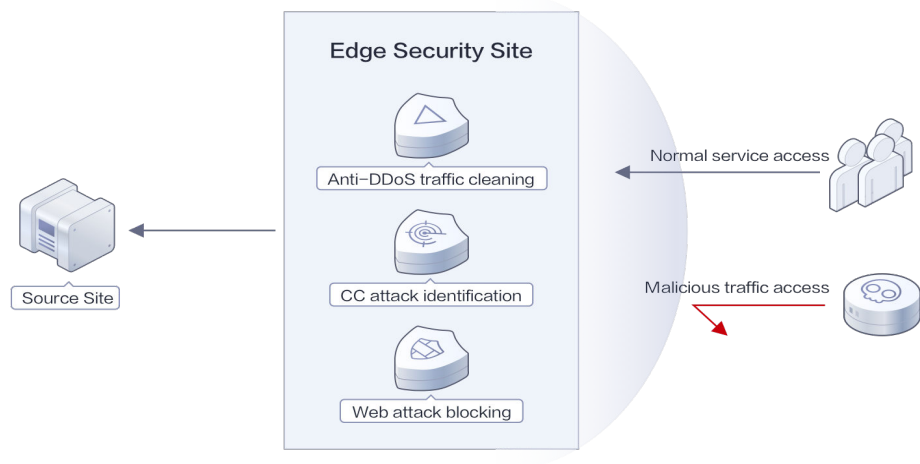 Edge Security Site
Anti-DDoS traffic cleaning
Normal service access
CC attack identification
Source Site
Malicious traffic access
Web attack blocking